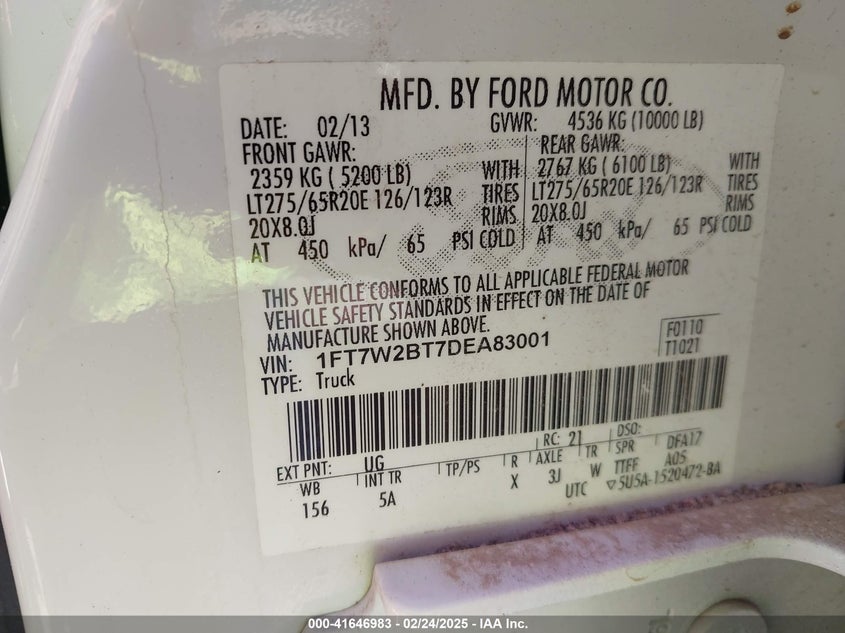 MFD. BY FORD MOTOR CO.
DATE: 02/13 GVWR: 4536 KG (10000 LB)
FRONT GAWR: REAR GAWR:
2359 KG ( 5200 LB) WITH 2767 KG ( 6100 LB) WITH
LT275/65R20E 126/123R TIRES LT275/65R20E 126/123R TIRES
20X8.0J RIMS 20X8.0J RIMS
AT 450 kPa/ 65 PSI COLD AT 450 kPa/ 65 PSI COLD
THIS VEHICLE CONFORMS TO ALL APPLICABLE FEDERAL MOTOR
VEHICLE SAFETY STANDARDS IN EFFECT ON THE DATE OF
MANUFACTURE SHOWN ABOVE.
VIN: 1FT7W2BT7DEA83001 F0110
TYPE: Truck T1021
EXT PNT: UG RC: 21 DSO:
WB INT TR TP/PS R AXLE TR SPR DFA17
156 5A X 3J W TTFF A05
UTC ▽5U5A-1520472-BA
000-41646983 - 02/24/2025 - IAA Inc.